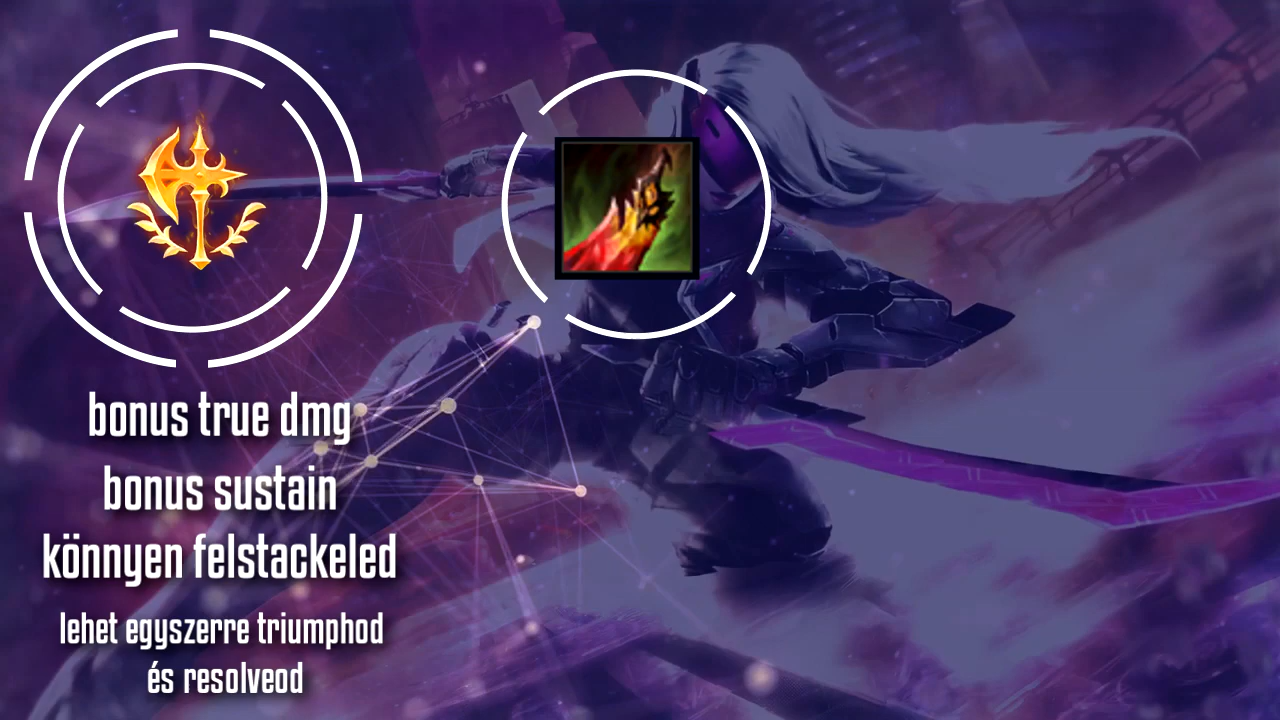 bonus true dmg
bonus sustain
könnyen felstackeled
lehet egyszerre triumphod
és resolveod